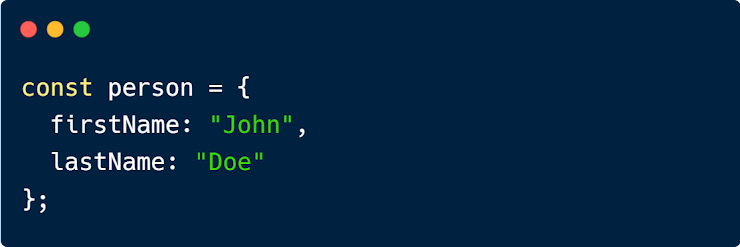 const person = {
  firstName: "John",
  lastName: "Doe"
};